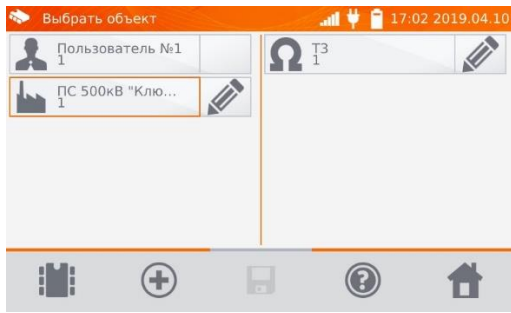 Выбрать объект
17:02 2019.04.10
Пользователь №1
1
ПС 500кВ "Клю...
1
Т3
1